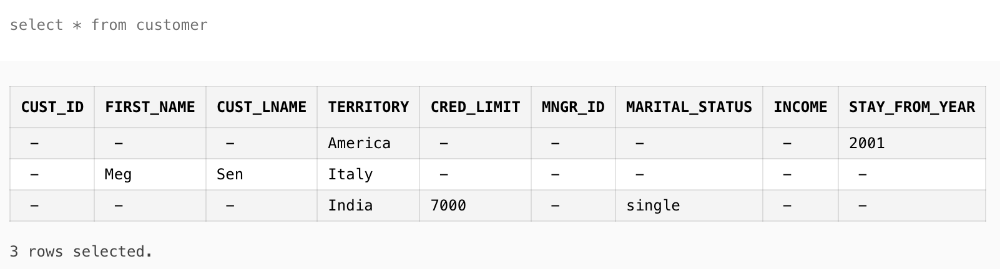 select * from customer
CUST_ID FIRST_NAME CUST_LNAME TERRITORY CRED_LIMIT MNGR_ID MARITAL_STATUS INCOME STAY_FROM_YEAR
- - - America - - - - 2001
- Meg Sen Italy - - - - -
- - - India 7000 - single - -
3 rows selected.